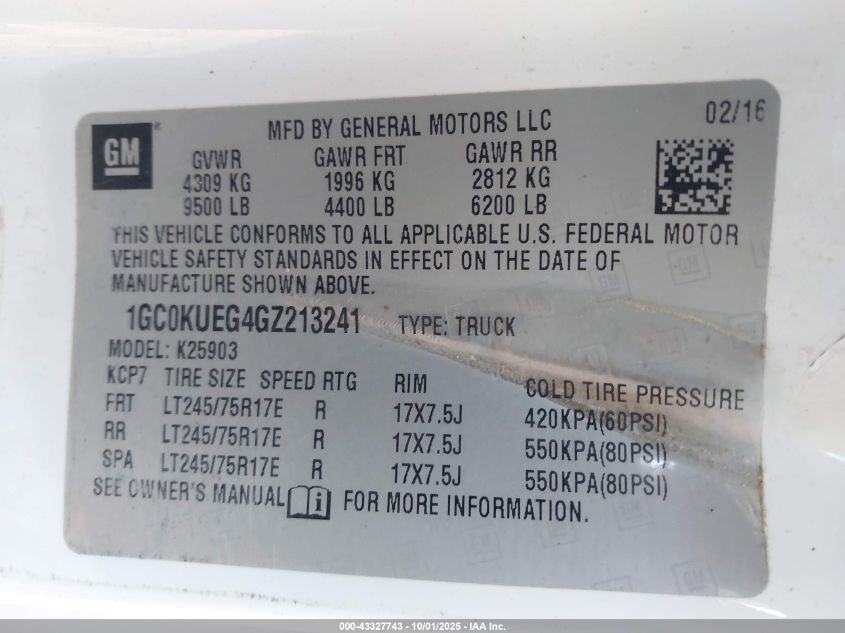 02/16
GM
MFD BY GENERAL MOTORS LLC
GVWR GAWR FRT GAWR RR
4309 KG 1996 KG 2812 KG
9500 LB 4400 LB 6200 LB
THIS VEHICLE CONFORMS TO ALL APPLICABLE U.S. FEDERAL MOTOR
VEHICLE SAFETY STANDARDS IN EFFECT ON THE DATE OF
MANUFACTURE SHOWN ABOVE.
1GC0KUEG4GZ213241 TYPE: TRUCK
MODEL: K25903
KCP7 TIRE SIZE SPEED RTG RIM COLD TIRE PRESSURE
FRT LT245/75R17E R 17X7.5J 420KPA(60PSI)
RR LT245/75R17E R 17X7.5J 550KPA(80PSI)
SPA LT245/75R17E R 17X7.5J 550KPA(80PSI)
SEE OWNER'S MANUAL i FOR MORE INFORMATION.
000-43327743 - 10/01/2025 - IAA Inc.